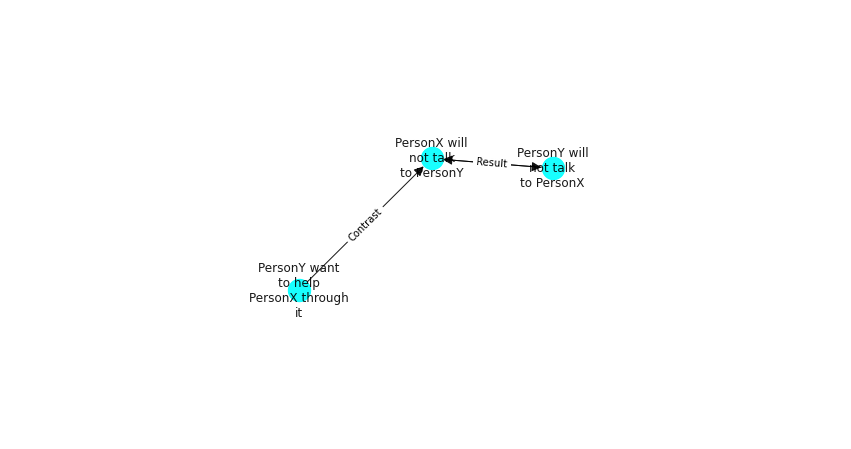 PersonX will
not talk
to PersonY
Result
PersonY will
not talk
to PersonX
Contrast
PersonY want
to help
PersonX through
it